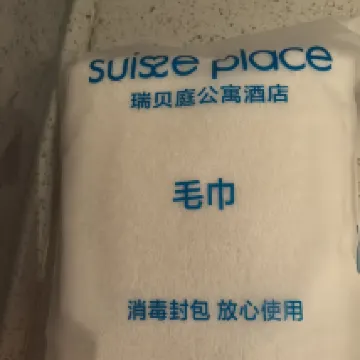 suisse place
瑞贝庭公寓酒店
毛巾
消毒封包 放心使用